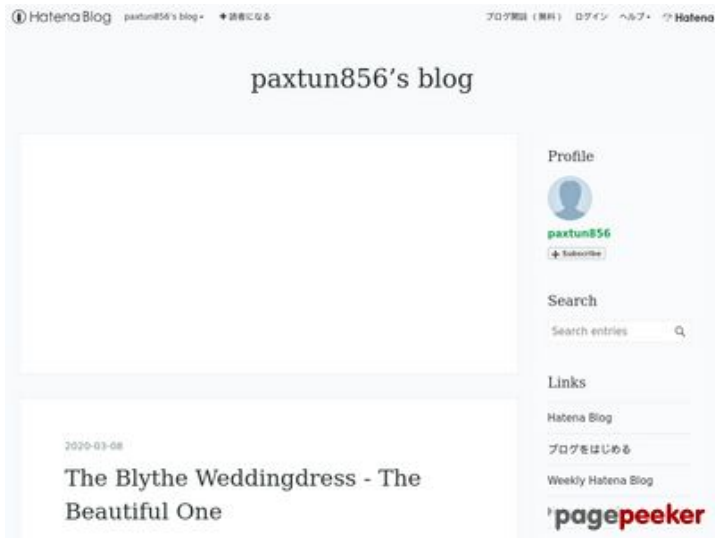 Hatena Blog paxtun856's blog 読者になる ブログ開設（無料） ログイン ヘルプ Hatena
paxtun856's blog
Profile
paxtun856
Subscribe
Search
Search entries
Links
Hatena Blog
ブログをはじめる
Weekly Hatena Blog
pagepeeker
2020-03-08
The Blythe Weddingdress - The
Beautiful One